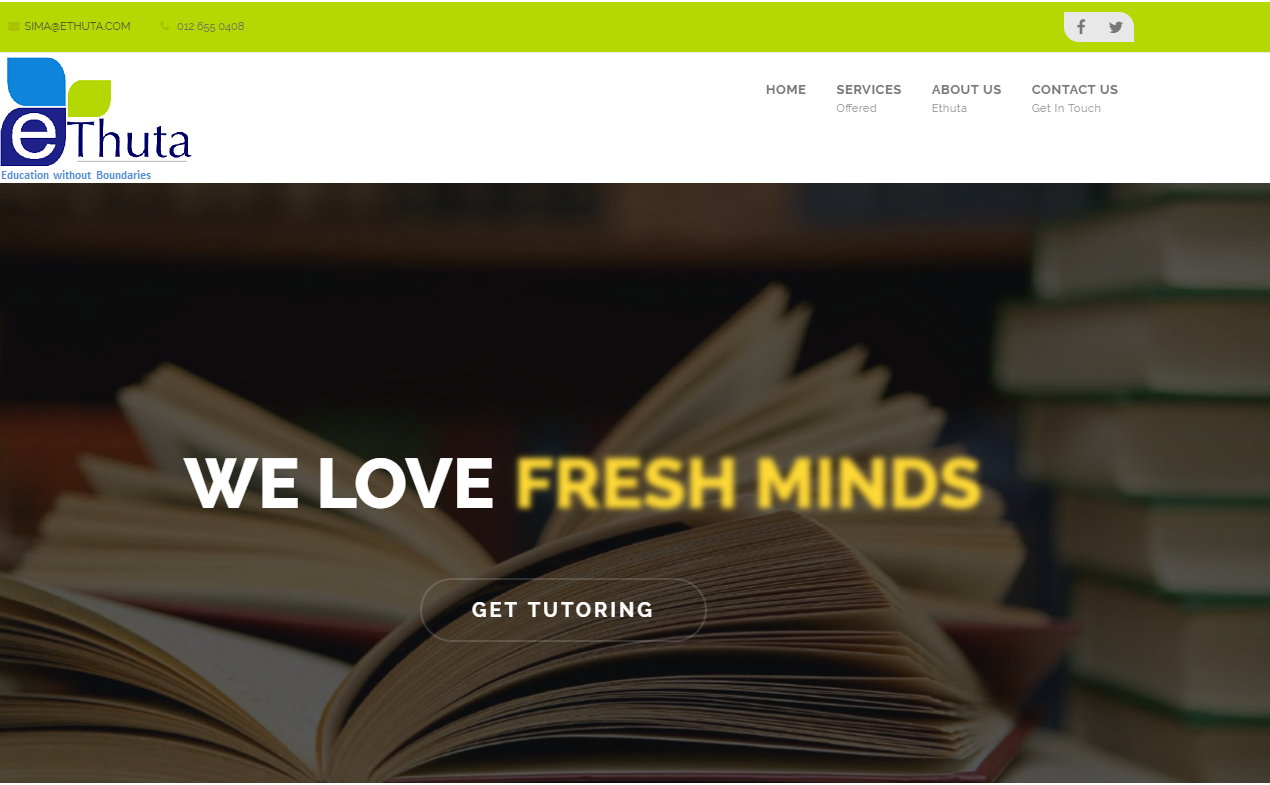 SIMA@ETHUTA.COM 012 655 0408
eThuta
Education without Boundaries
HOME SERVICES ABOUT US CONTACT US
Offered Ethuta Get In Touch
WE LOVE FRESH MINDS
GET TUTORING